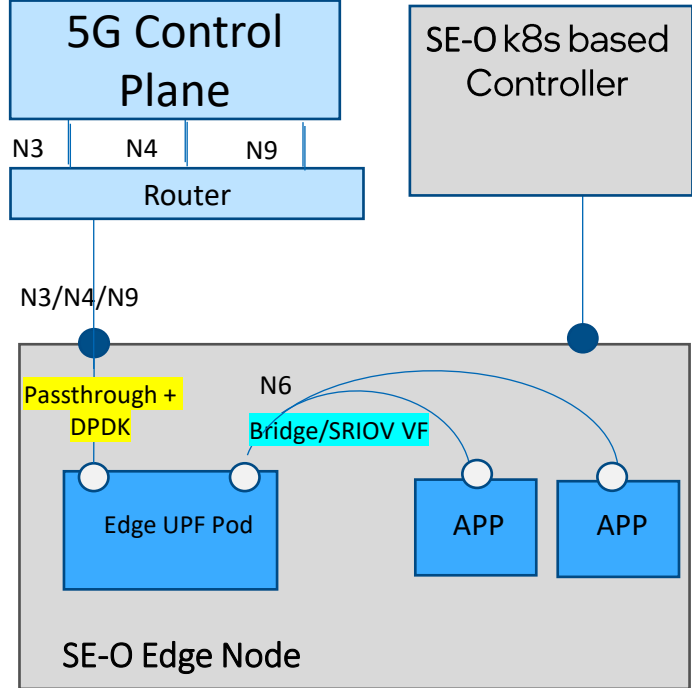 5G Control
Plane
SE-O k8s based
Controller
N3
N4
N9
Router
N3/N4/N9
Passthrough +
DPDK
N6
Bridge/SRIOV VF
Edge UPF Pod
APP
APP
SE-O Edge Node